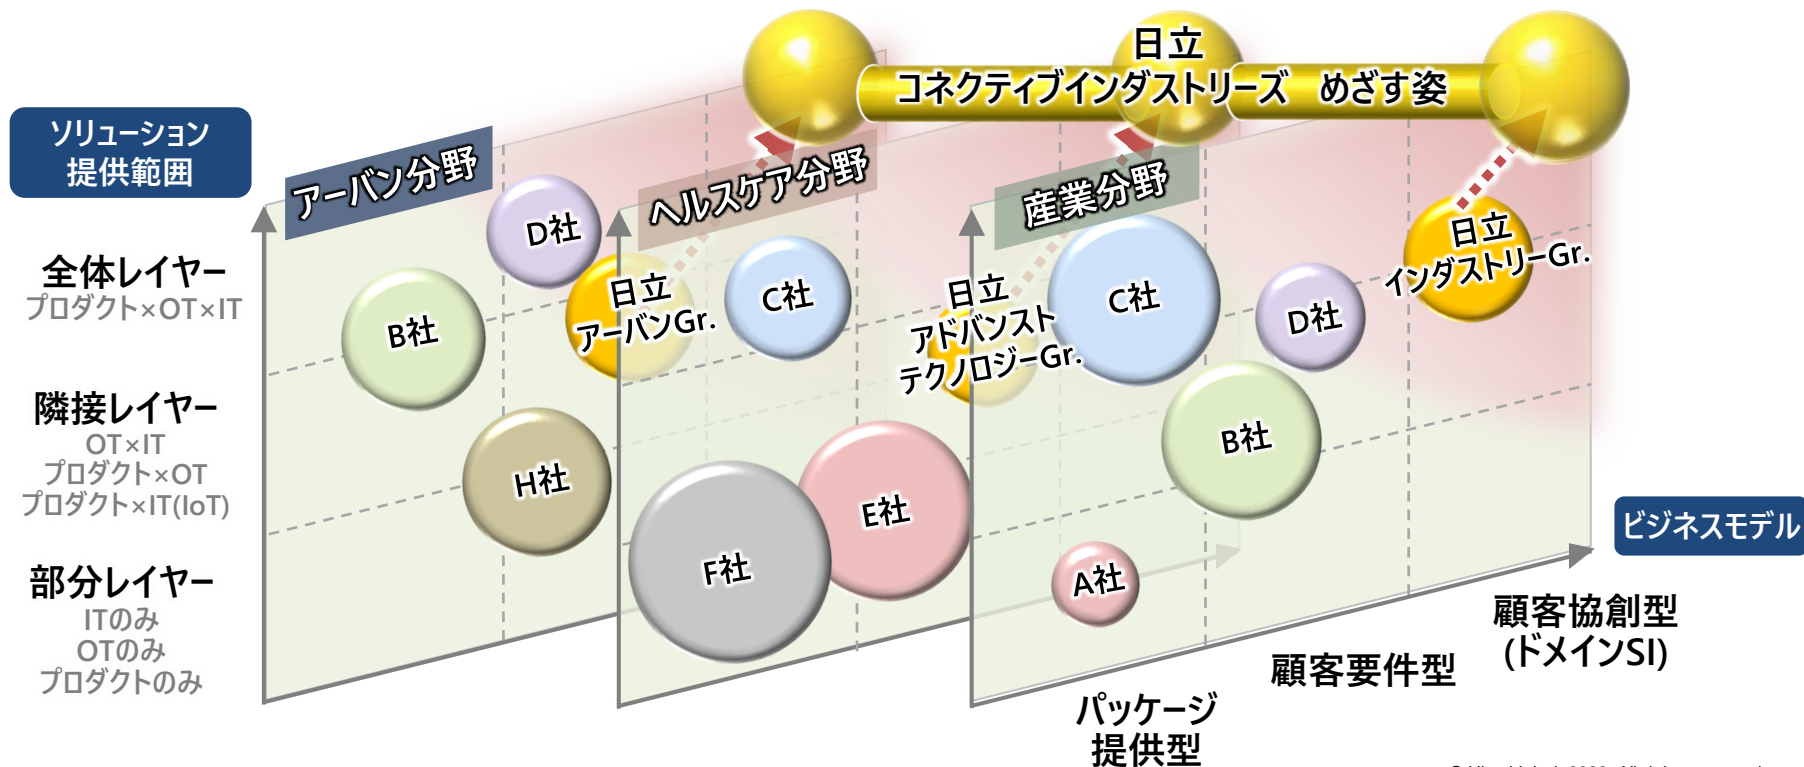 日立
コネクティブインダストリーズ めざす姿
ソリューション
提供範囲
アーバン分野
ヘルスケア分野
産業分野
全体レイヤー
プロダクト×OT×IT
隣接レイヤー
OT×IT
プロダクト×OT
プロダクト×IT(IoT)
部分レイヤー
ITのみ
OTのみ
プロダクトのみ
D社
B社
日立
アーバンGr.
H社
C社
日立
アドバンスト
テクノロジーGr.
E社
F社
C社
D社
日立
インダストリーGr.
B社
A社
ビジネスモデル
パッケージ
提供型
顧客要件型
顧客協創型
(ドメインSI)